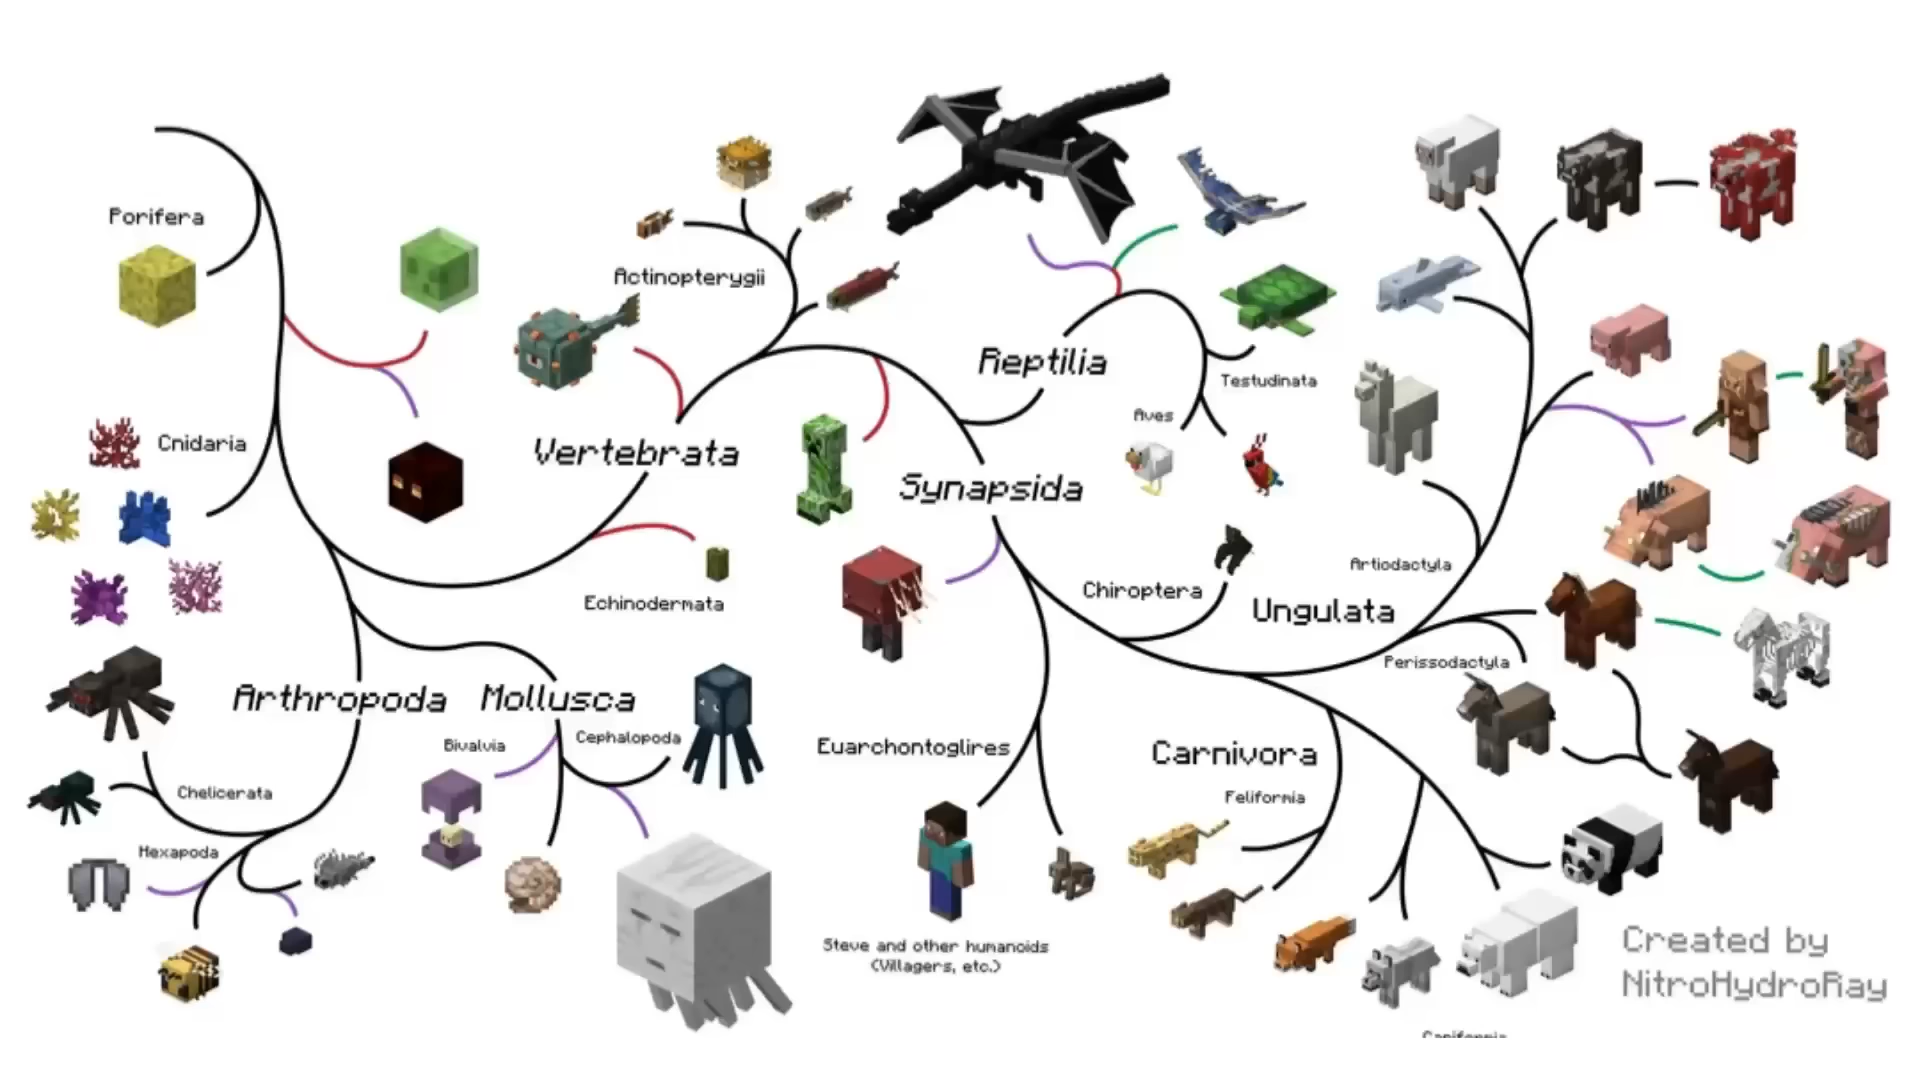 Porifera
Actinopterygii
Reptilia
Testudinata
Aves
Cnidaria
Vertebrata
Synapsida
Artiodactyla
Chiroptera
Echinodermata
Ungulata
Perissodactyla
Arthropoda
Mollusca
Bivalvia
Cephalopoda
Euarchontoglires
Carnivora
Chelicerata
Feliformia
Hexapoda
Steve and other humanoids
(Villagers, etc.)
Created by
NitroHydroRay